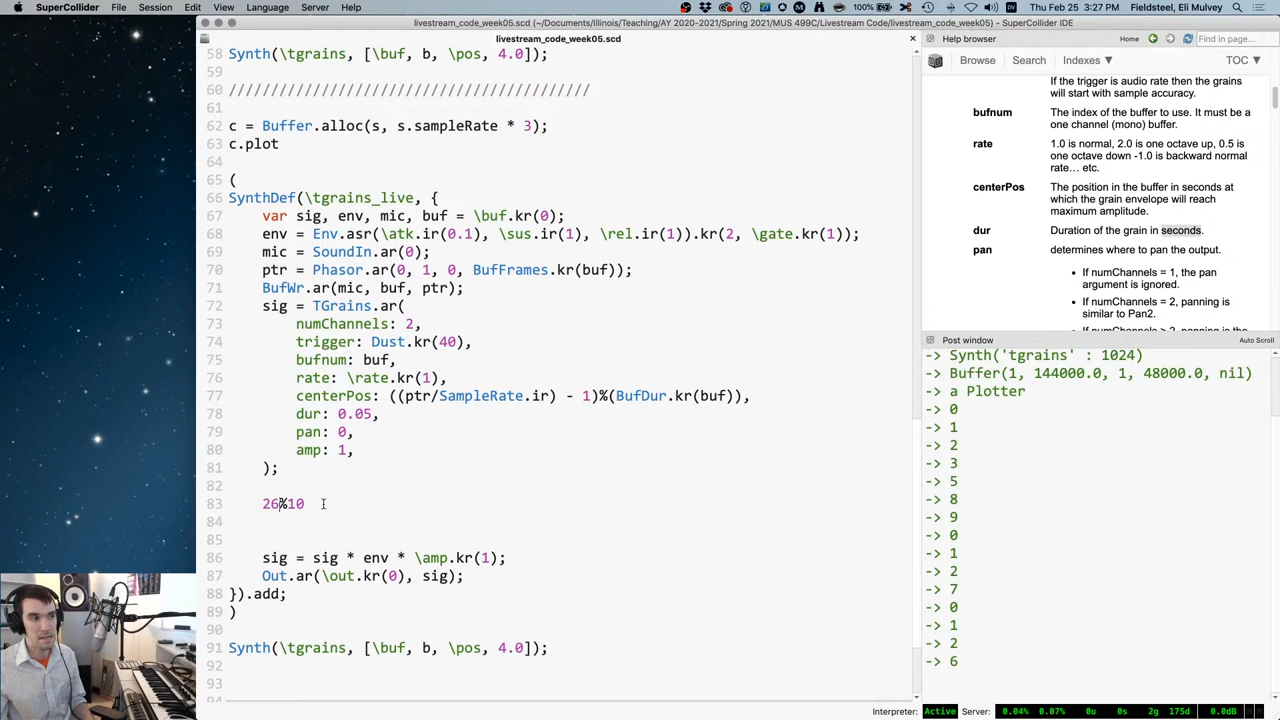 SuperCollider File Edit View Language Server Help 100% Thu Feb 25 3:27 PM Fieldsteel, Eli Mulvey
livestream_code_week05.scd (~/Documents/Illinois/Teaching/AY 2020-2021/Spring 2021/MUS 499C/Livestream Code/livestream_code_week05) - SuperCollider IDE
livestream_code_week05.scd
58 Synth(\tgrains, [\buf, b, \pos, 4.0]);
59
60 ///////////////////////////////////////////
61
62 c = Buffer.alloc(s, s.sampleRate * 3);
63 c.plot
64
65 (
66 SynthDef(\tgrains_live, {
67 var sig, env, mic, buf = \buf.kr(0);
68 env = Env.asr(\atk.ir(0.1), \sus.ir(1), \rel.ir(1)).kr(2, \gate.kr(1));
69 mic = SoundIn.ar(0);
70 ptr = Phasor.ar(0, 1, 0, BufFrames.kr(buf));
71 BufWr.ar(mic, buf, ptr);
72 sig = TGrains.ar(
73 numChannels: 2,
74 trigger: Dust.kr(40),
75 bufnum: buf,
76 rate: \rate.kr(1),
77 centerPos: ((ptr/SampleRate.ir) - 1)%(BufDur.kr(buf)),
78 dur: 0.05,
79 pan: 0,
80 amp: 1,
81 );
82
83 26%10
84
85
86 sig = sig * env * \amp.kr(1);
87 Out.ar(\out.kr(0), sig);
88 }).add;
89 )
90
91 Synth(\tgrains, [\buf, b, \pos, 4.0]);
92
93
94
Help browser Home Find in page...
Browse Search Indexes ▼ TOC ▼
If the trigger is audio rate then the grains
will start with sample accuracy.
bufnum The index of the buffer to use. It must be a
one channel (mono) buffer.
rate 1.0 is normal, 2.0 is one octave up, 0.5 is
one octave down -1.0 is backward normal
rate… etc.
centerPos The position in the buffer in seconds at
which the grain envelope will reach
maximum amplitude.
dur Duration of the grain in seconds.
pan determines where to pan the output.
• If numChannels = 1, the pan
argument is ignored.
• If numChannels = 2, panning is
similar to Pan2.
• If numChannels > 2, panning is the
Post window Auto Scroll
-> Synth('tgrains' : 1024)
-> Buffer(1, 144000.0, 1, 48000.0, nil)
-> a Plotter
-> 0
-> 1
-> 2
-> 3
-> 5
-> 8
-> 9
-> 0
-> 1
-> 2
-> 7
-> 0
-> 1
-> 2
-> 6
Interpreter: Active Server: 0.04% 0.07% 0u 0s 2g 175d 0.0dB